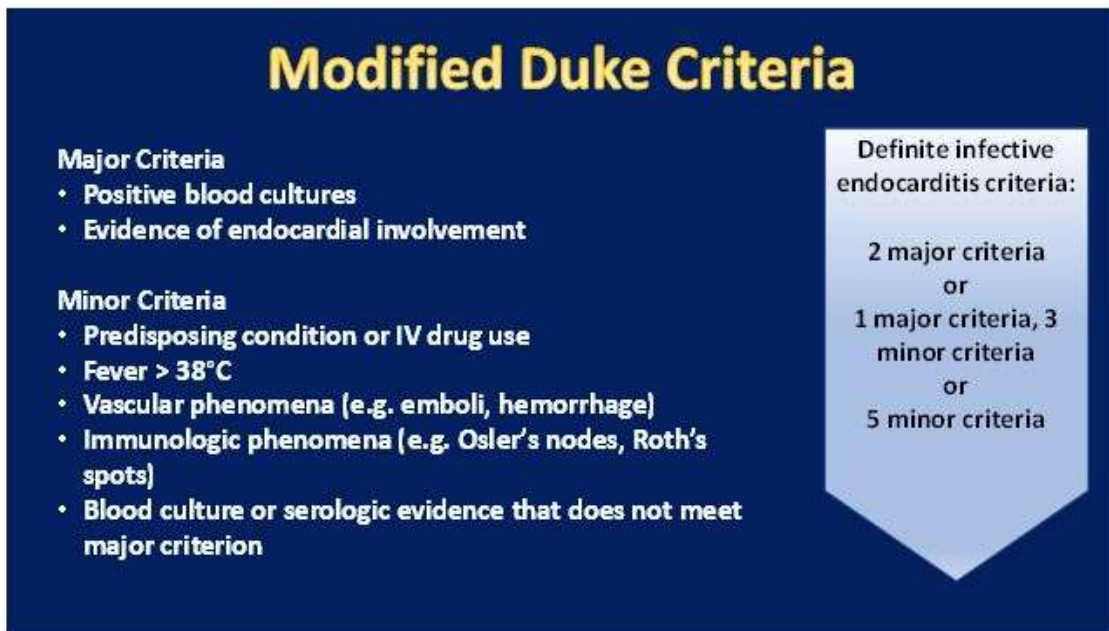 Modified Duke Criteria
Major Criteria
• Positive blood cultures
• Evidence of endocardial involvement
Minor Criteria
• Predisposing condition or IV drug use
• Fever > 38°C
• Vascular phenomena (e.g. emboli, hemorrhage)
• Immunologic phenomena (e.g. Osler's nodes, Roth's
spots)
• Blood culture or serologic evidence that does not meet
major criterion
Definite infective
endocarditis criteria:
2 major criteria
or
1 major criteria, 3
minor criteria
or
5 minor criteria